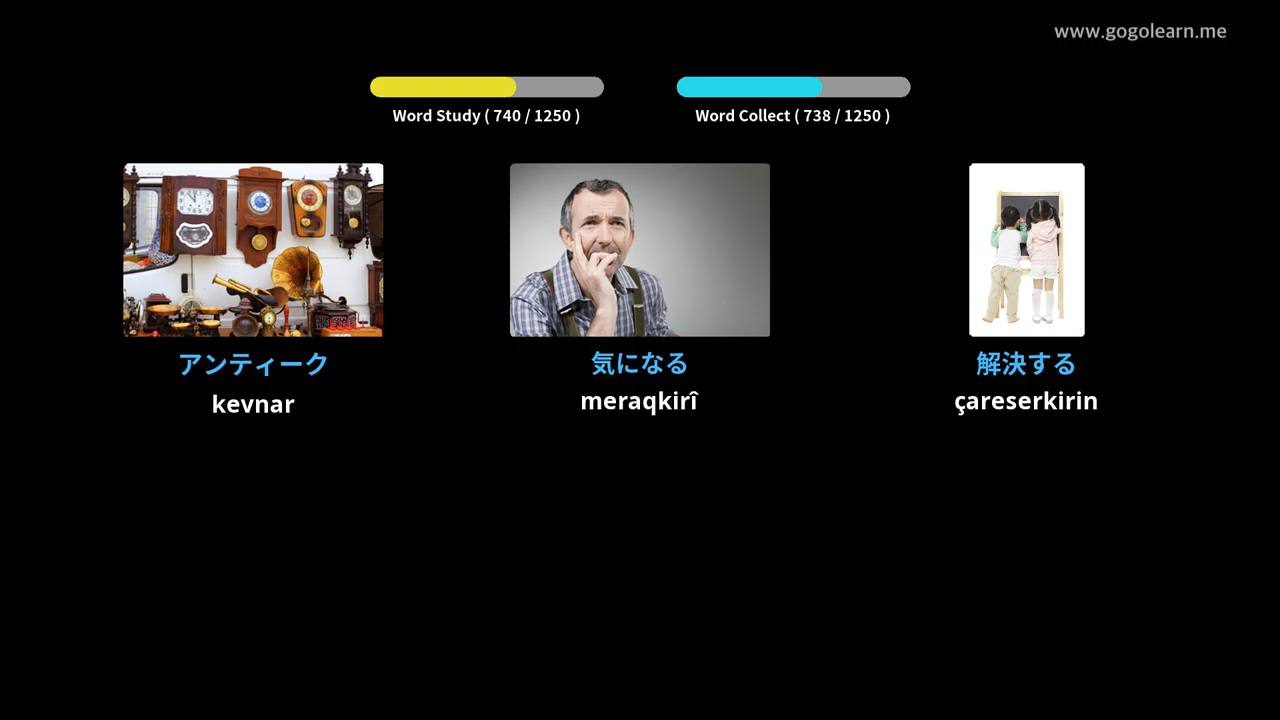 www.gogolearn.me
Word Study ( 740 / 1250 )
Word Collect ( 738 / 1250 )
アンティーク
kevnar
気になる
meraqkirî
解決する
çareserkirin